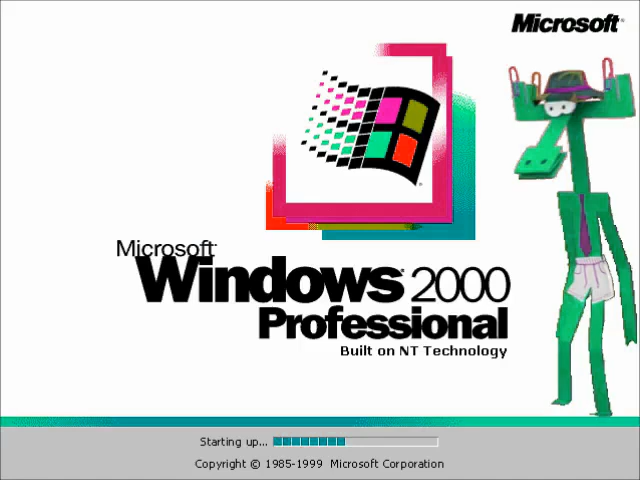 Microsoft®
Microsoft®
Windows® 2000
Professional
Built on NT Technology
Starting up...
Copyright © 1985-1999 Microsoft Corporation